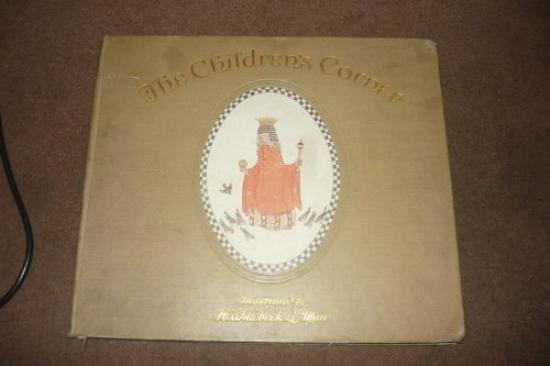 The Children's Corner
Illustrated by
H. Willebeek Le Mair